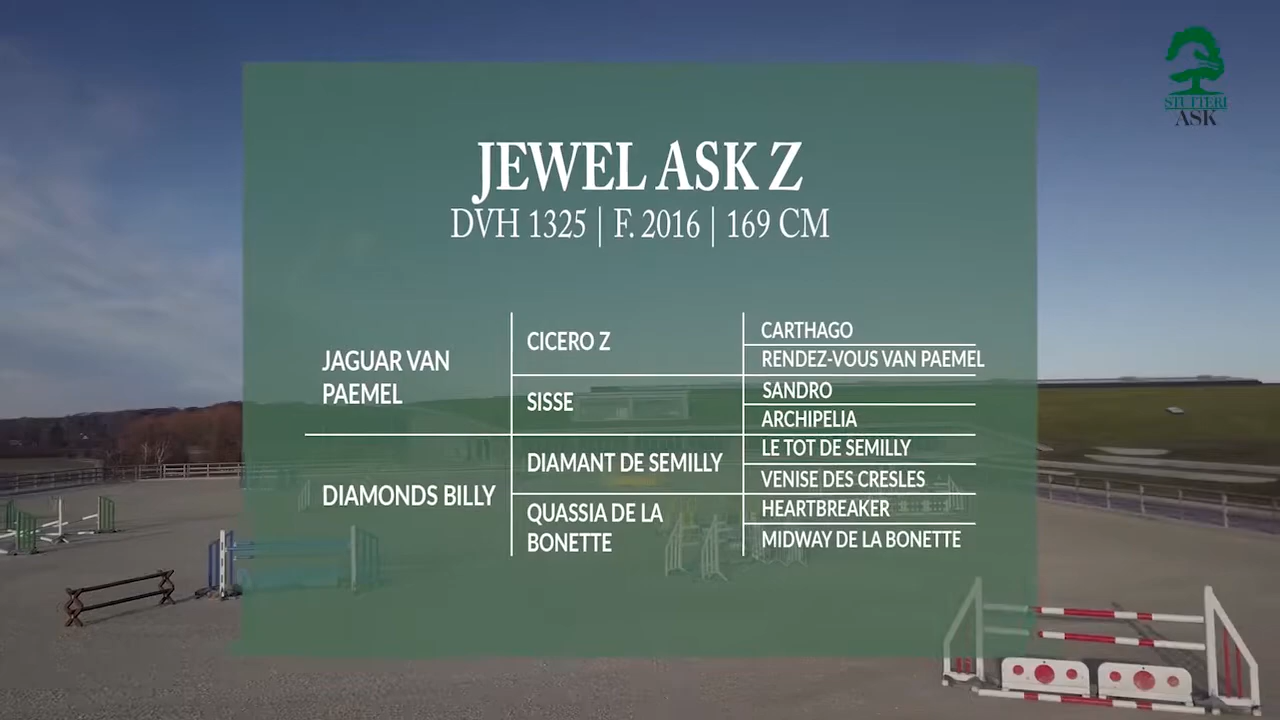 STUTTERI
ASK
JEWEL ASK Z
DVH 1325 | F. 2016 | 169 CM
JAGUAR VAN
PAEMEL
CICERO Z
CARTHAGO
RENDEZ-VOUS VAN PAEMEL
SISSE
SANDRO
ARCHIPELIA
DIAMONDS BILLY
DIAMANT DE SEMILLY
LE TOT DE SEMILLY
VENISE DES CRESLES
QUASSIA DE LA
BONETTE
HEARTBREAKER
MIDWAY DE LA BONETTE